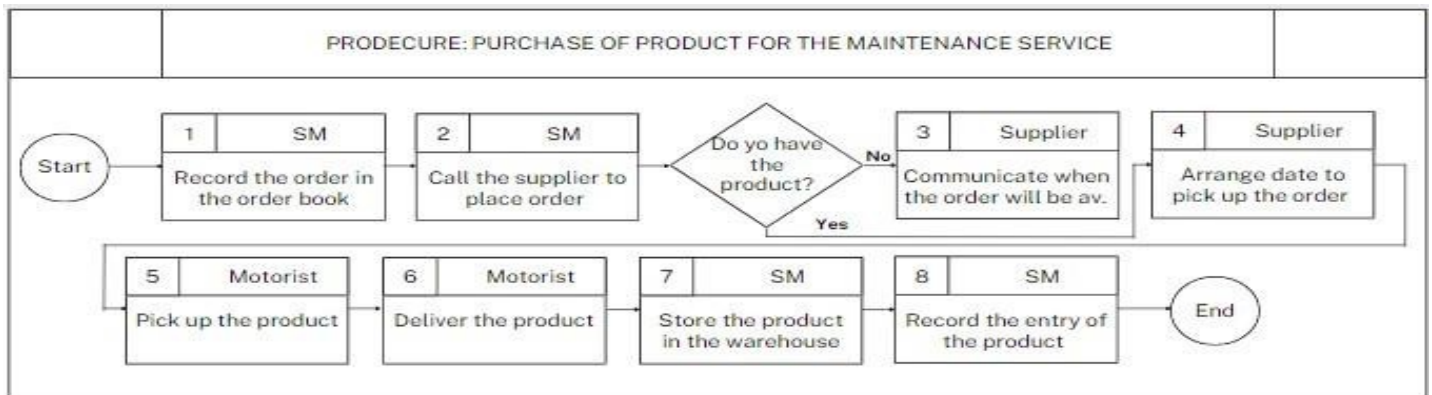 PRODECURE: PURCHASE OF PRODUCT FOR THE MAINTENANCE SERVICE
Start
1 SM
Record the order in
the order book
2 SM
Call the supplier to
place order
Do yo have
the
product?
No
Yes
3 Supplier
Communicate when
the order will be av.
4 Supplier
Arrange date to
pick up the order
5 Motorist
Pick up the product
6 Motorist
Deliver the product
7 SM
Store the product
in the warehouse
8 SM
Record the entry of
the product
End